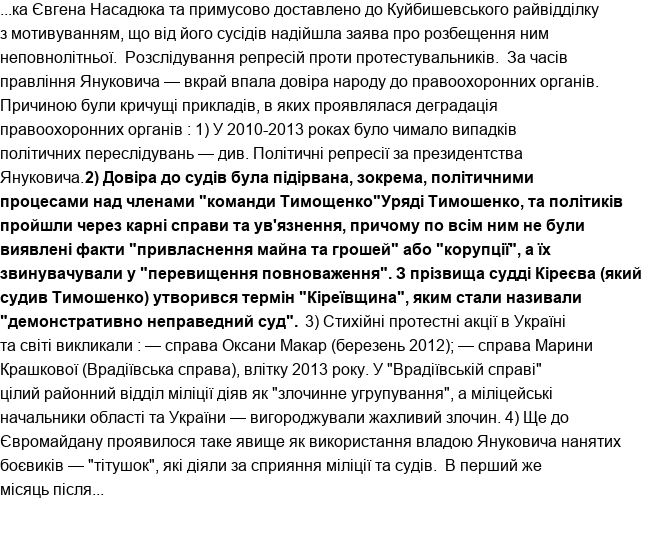 ...ка Євгена Насадюка та примусово доставлено до Куйбишевського райвідділку
з мотивуванням, що від його сусідів надійшла заява про розбещення ним
неповнолітньої.  Розслідування репресій проти протестувальників.  За часів
правління Януковича — вкрай впала довіра народу до правоохоронних органів.
Причиною були кричущі прикладів, в яких проявлялася деградація
правоохоронних органів : 1) У 2010-2013 роках було чимало випадків
політичних переслідувань — див. Політичні репресії за президентства
Януковича.2) Довіра до судів була підірвана, зокрема, політичними
процесами над членами "команди Тимощенко"Уряді Тимошенко, та політиків
пройшли через карні справи та ув'язнення, причому по всім ним не були
виявлені факти "привласнення майна та грошей" або "корупції", а їх
звинувачували у "перевищення повноваження". З прізвища судді Кіреєва (який
судив Тимошенко) утворився термін "Кіреївщина", яким стали називали
"демонстративно неправедний суд".  3) Стихійні протестні акції в Україні
та світі викликали : — справа Оксани Макар (березень 2012); — справа Марини
Крашкової (Врадіївська справа), влітку 2013 року. У "Врадіївській справі"
цілий районний відділ міліції діяв як "злочинне угрупування", а міліцейські
начальники області та України — вигороджували жахливий злочин. 4) Ще до
Євромайдану проявилося таке явище як використання владою Януковича нанятих
боєвиків — "тітушок", які діяли за сприяння міліції та судів.  В перший же
місяць після...